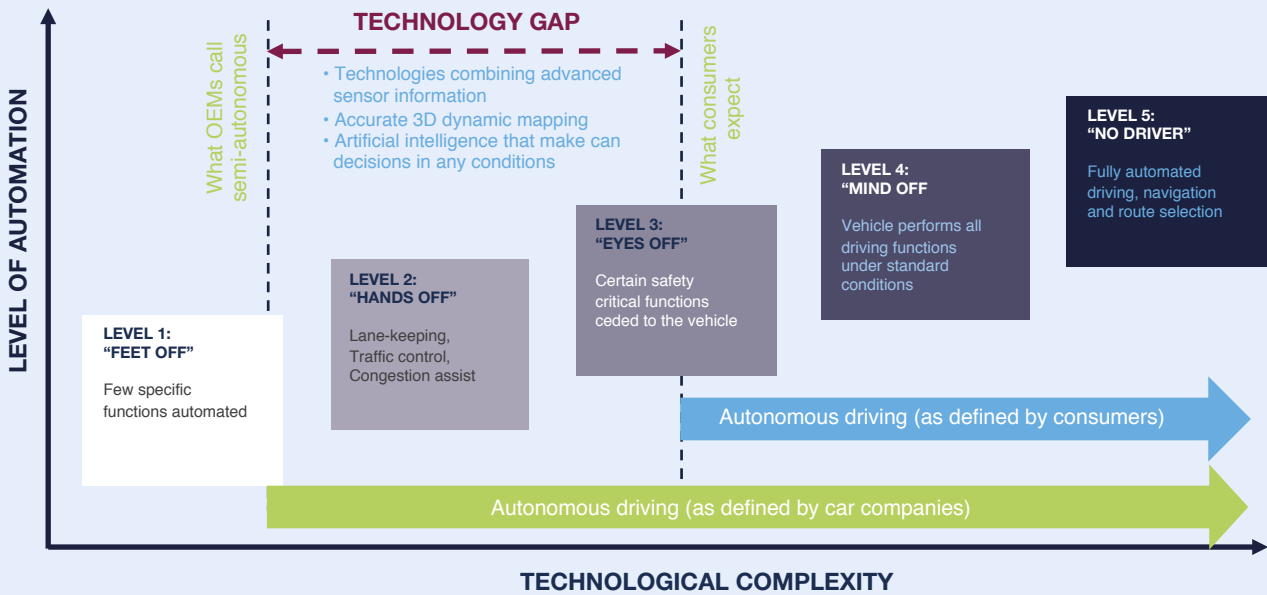 LEVEL OF AUTOMATION
What OEMs call
semi-autonomous
TECHNOLOGY GAP
• Technologies combining advanced
sensor information
• Accurate 3D dynamic mapping
• Artificial intelligence that make can
decisions in any conditions
What consumers
expect
LEVEL 1:
“FEET OFF”
Few specific
functions automated
LEVEL 2:
“HANDS OFF”
Lane-keeping,
Traffic control,
Congestion assist
LEVEL 3:
“EYES OFF”
Certain safety
critical functions
ceded to the vehicle
LEVEL 4:
“MIND OFF
Vehicle performs all
driving functions
under standard
conditions
LEVEL 5:
“NO DRIVER”
Fully automated
driving, navigation
and route selection
Autonomous driving (as defined by consumers)
Autonomous driving (as defined by car companies)
TECHNOLOGICAL COMPLEXITY